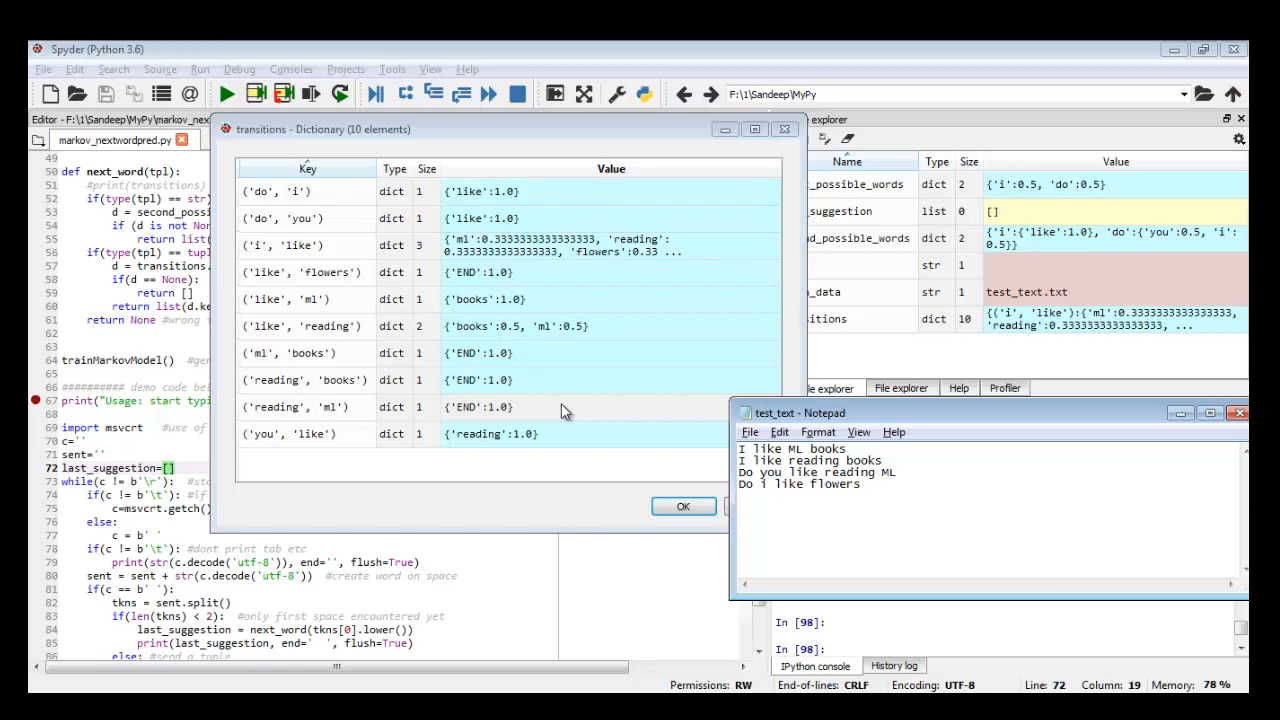 Spyder (Python 3.6)
File Edit Search Source Run Debug Consoles Projects Tools View Help
F:\1\Sandeep\MyPy
Editor - F:\1\Sandeep\MyPy\markov_next
markov_nextwordpred.py
49
50 def next_word(tpl):
51 #print(transitions)
52 if(type(tpl) == str)
53 d = second_possi
54 if (d is not None
55 return list(
56 if(type(tpl) == tupl
57 d = transitions.
58 if(d == None):
59 return []
60 return list(d.ke
61 return None #wrong t
62
63
64 trainMarkovModel() #gen
65
66 ########## demo code bel
67 print("Usage: start typi
68
69 import msvcrt #use of
70 c=''
71 sent=''
72 last_suggestion=[]
73 while(c != b'\r'): #sto
74 if(c != b'\t'): #if
75 c=msvcrt.getch()
76 else:
77 c = b' '
78 if(c != b'\t'): #dont print tab etc
79 print(str(c.decode('utf-8')), end='', flush=True)
80 sent = sent + str(c.decode('utf-8')) #create word on space
81 if(c == b' '):
82 tkns = sent.split()
83 if(len(tkns) < 2): #only first space encountered yet
84 last_suggestion = next_word(tkns[0].lower())
85 print(last_suggestion, end=' ', flush=True)
86 else: #send a tuple
transitions - Dictionary (10 elements)
Key Type Size Value
('do', 'i') dict 1 {'like':1.0}
('do', 'you') dict 1 {'like':1.0}
('i', 'like') dict 3 {'ml':0.3333333333333333, 'reading':
0.3333333333333333, 'flowers':0.33 ...
('like', 'flowers') dict 1 {'END':1.0}
('like', 'ml') dict 1 {'books':1.0}
('like', 'reading') dict 2 {'books':0.5, 'ml':0.5}
('ml', 'books') dict 1 {'END':1.0}
('reading', 'books') dict 1 {'END':1.0}
('reading', 'ml') dict 1 {'END':1.0}
('you', 'like') dict 1 {'reading':1.0}
OK
explorer
Name Type Size Value
_possible_words dict 2 {'i':0.5, 'do':0.5}
_suggestion list 0 []
d_possible_words dict 2 {'i':{'like':1.0}, 'do':{'you':0.5, 'i':
0.5}}
str 1
_data str 1 test_text.txt
sitions dict 10 {('i', 'like'):{'ml':0.3333333333333333,
'reading':0.3333333333333333, ...
explorer File explorer Help Profiler
test_text - Notepad
File Edit Format View Help
I like ML books
I like reading books
Do you like reading ML
Do i like flowers
In [98]:
In [98]:
IPython console History log
Permissions: RW End-of-lines: CRLF Encoding: UTF-8 Line: 72 Column: 19 Memory: 78 %